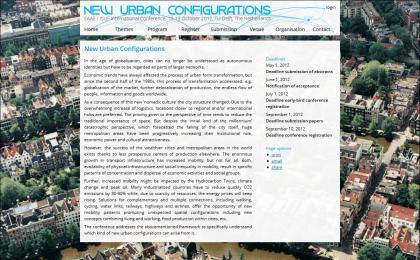 NEW URBAN CONFIGURATIONS
login
EAAE / ISUF International Conference, 16-19 October 2012, TU Delft, The Netherlands
Home Themes Program Register Submission Venue Organisation Contact
New Urban Configurations
In the age of globalization, cities can no longer be understood as autonomous
identities but have to be regarded as parts of larger networks.
Economic trends have always affected the process of urban form transformation, but
since the second half of the 1980s, this process of transformation accelerated: e.g.
globalization of the market, further delocalization of production, the endless flow of
people, information and goods worldwide.
As a consequence of this new 'nomadic culture' the city structure changed. Due to the
overwhelming increase of logistics, locations closer to regional and/or international
hubs are preferred. The priority given to the perspective of time tends to reduce the
traditional importance of space. But despite the initial kind of the millennium'
catastrophic perspective, which forecasted the falling of the city itself, huge
metropolitan areas have been progressively increasing their institutional role,
economic power and cultural attractiveness.
However, the success of the wealthier cities and metropolitan areas in the world
exists thanks to less prosperous centers of production elsewhere. The enormous
growth in transport infrastructure has increased mobility, but not for all. Both,
availability of physical infrastructure and social inequality in mobility, result in specific
patterns of concentration and dispersal of economic activities and social groups.
Further, increased mobility might be impacted by the Hydrocarbon Twins, climate
change and peak oil. Many industrialised countries have to reduce quickly CO2
emissions by 80-90% while, due to scarcity of resources, the energy prices will keep
rising. Solutions for complementary and multiple connections, including walking,
cycling, water links, railways, highways and airlines, offer the opportunity of new
mobility patterns prompting unexpected spatial configurations including new
concepts combining living and working, food production within cities, etc.
The conference addresses the abovementioned framework to specifically understand
which kind of new urban configurations can arise from it.
Deadlines
May 1, 2012
Deadline submission of abstracts
June 1, 2012
Notification of acceptance
July 1, 2012
Deadline early-bird conference
registration
September 1, 2012
Deadline submission papers
September 10, 2012
Deadline conference registration
Page options
print
email
share